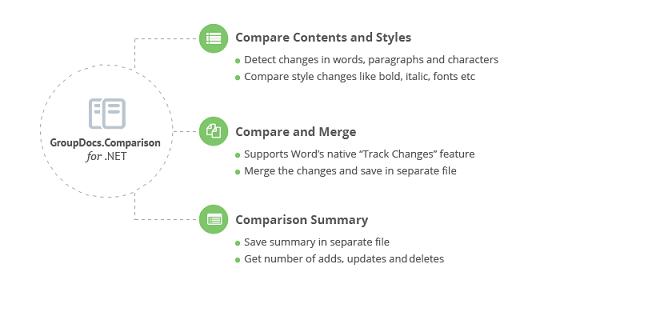 Compare Contents and Styles
Detect changes in words, paragraphs and characters
Compare style changes like bold, italic, fonts etc
GroupDocs.Comparison
for .NET
Compare and Merge
Supports Word's native “Track Changes” feature
Merge the changes and save in separate file
Comparison Summary
Save summary in separate file
Get number of adds, updates and deletes